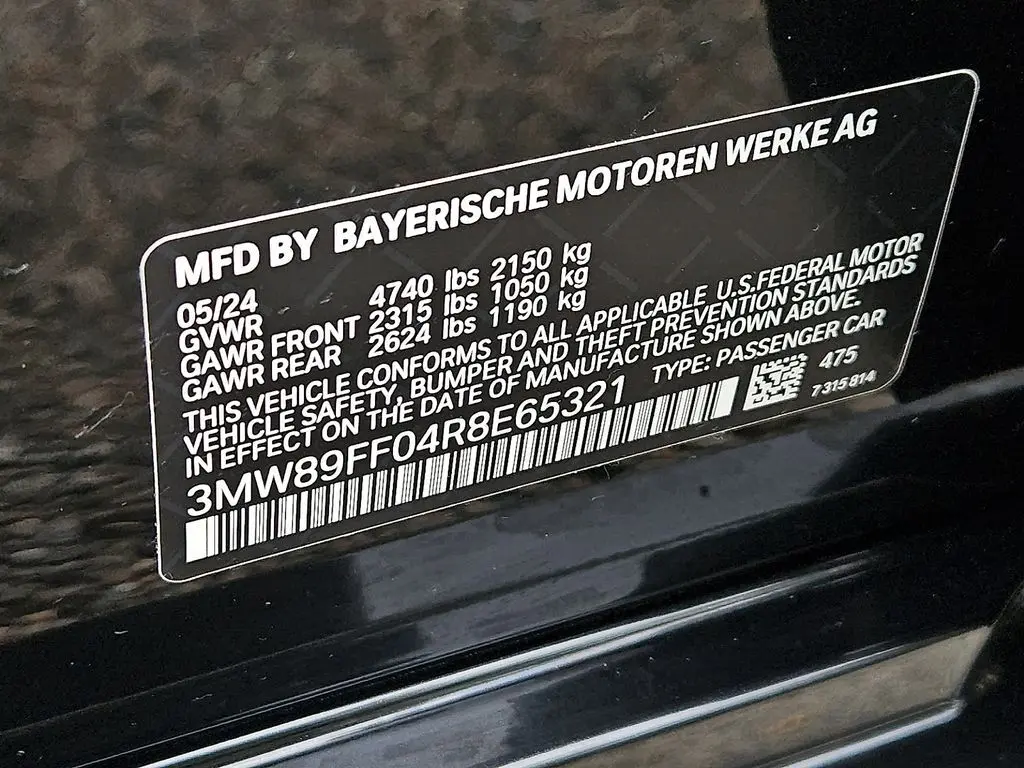 MFD BY BAYERISCHE MOTOREN WERKE AG
05/24
GVWR 4740 lbs 2150 kg
GAWR FRONT 2315 lbs 1050 kg
GAWR REAR 2624 lbs 1190 kg
THIS VEHICLE CONFORMS TO ALL APPLICABLE U.S.FEDERAL MOTOR
VEHICLE SAFETY, BUMPER AND THEFT PREVENTION STANDARDS
IN EFFECT ON THE DATE OF MANUFACTURE SHOWN ABOVE.
3MW89FF04R8E65321 TYPE: PASSENGER CAR
475
7 315 814